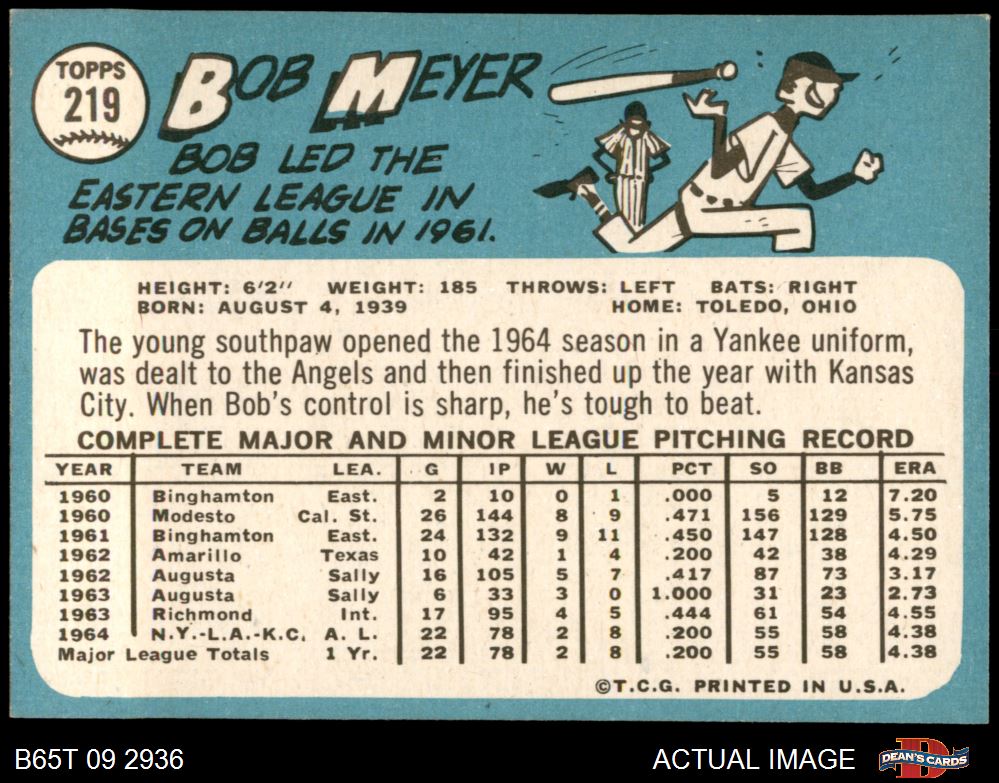 TOPPS
219
BOB MEYER
BOB LED THE
EASTERN LEAGUE IN
BASES ON BALLS IN 1961.
HEIGHT: 6'2" WEIGHT: 185 THROWS: LEFT BATS: RIGHT
BORN: AUGUST 4, 1939 HOME: TOLEDO, OHIO
The young southpaw opened the 1964 season in a Yankee uniform,
was dealt to the Angels and then finished up the year with Kansas
City. When Bob's control is sharp, he's tough to beat.
COMPLETE MAJOR AND MINOR LEAGUE PITCHING RECORD
YEAR TEAM LEA. G IP W L PCT SO BB ERA
1960 Binghamton East. 2 10 0 1 .000 5 12 7.20
1960 Modesto Cal. St. 26 144 8 9 .471 156 129 5.75
1961 Binghamton East. 24 132 9 11 .450 147 128 4.50
1962 Amarillo Texas 10 42 1 4 .200 42 38 4.29
1962 Augusta Sally 16 105 5 7 .417 87 73 3.17
1963 Augusta Sally 6 33 3 0 1.000 31 23 2.73
1963 Richmond Int. 17 95 4 5 .444 61 54 4.55
1964 N.Y.-L.A.-K.C. A. L. 22 78 2 8 .200 55 58 4.38
Major League Totals 1 Yr. 22 78 2 8 .200 55 58 4.38
©T.C.G. PRINTED IN U.S.A.
B65T 09 2936 ACTUAL IMAGE DEAN'S CARDS